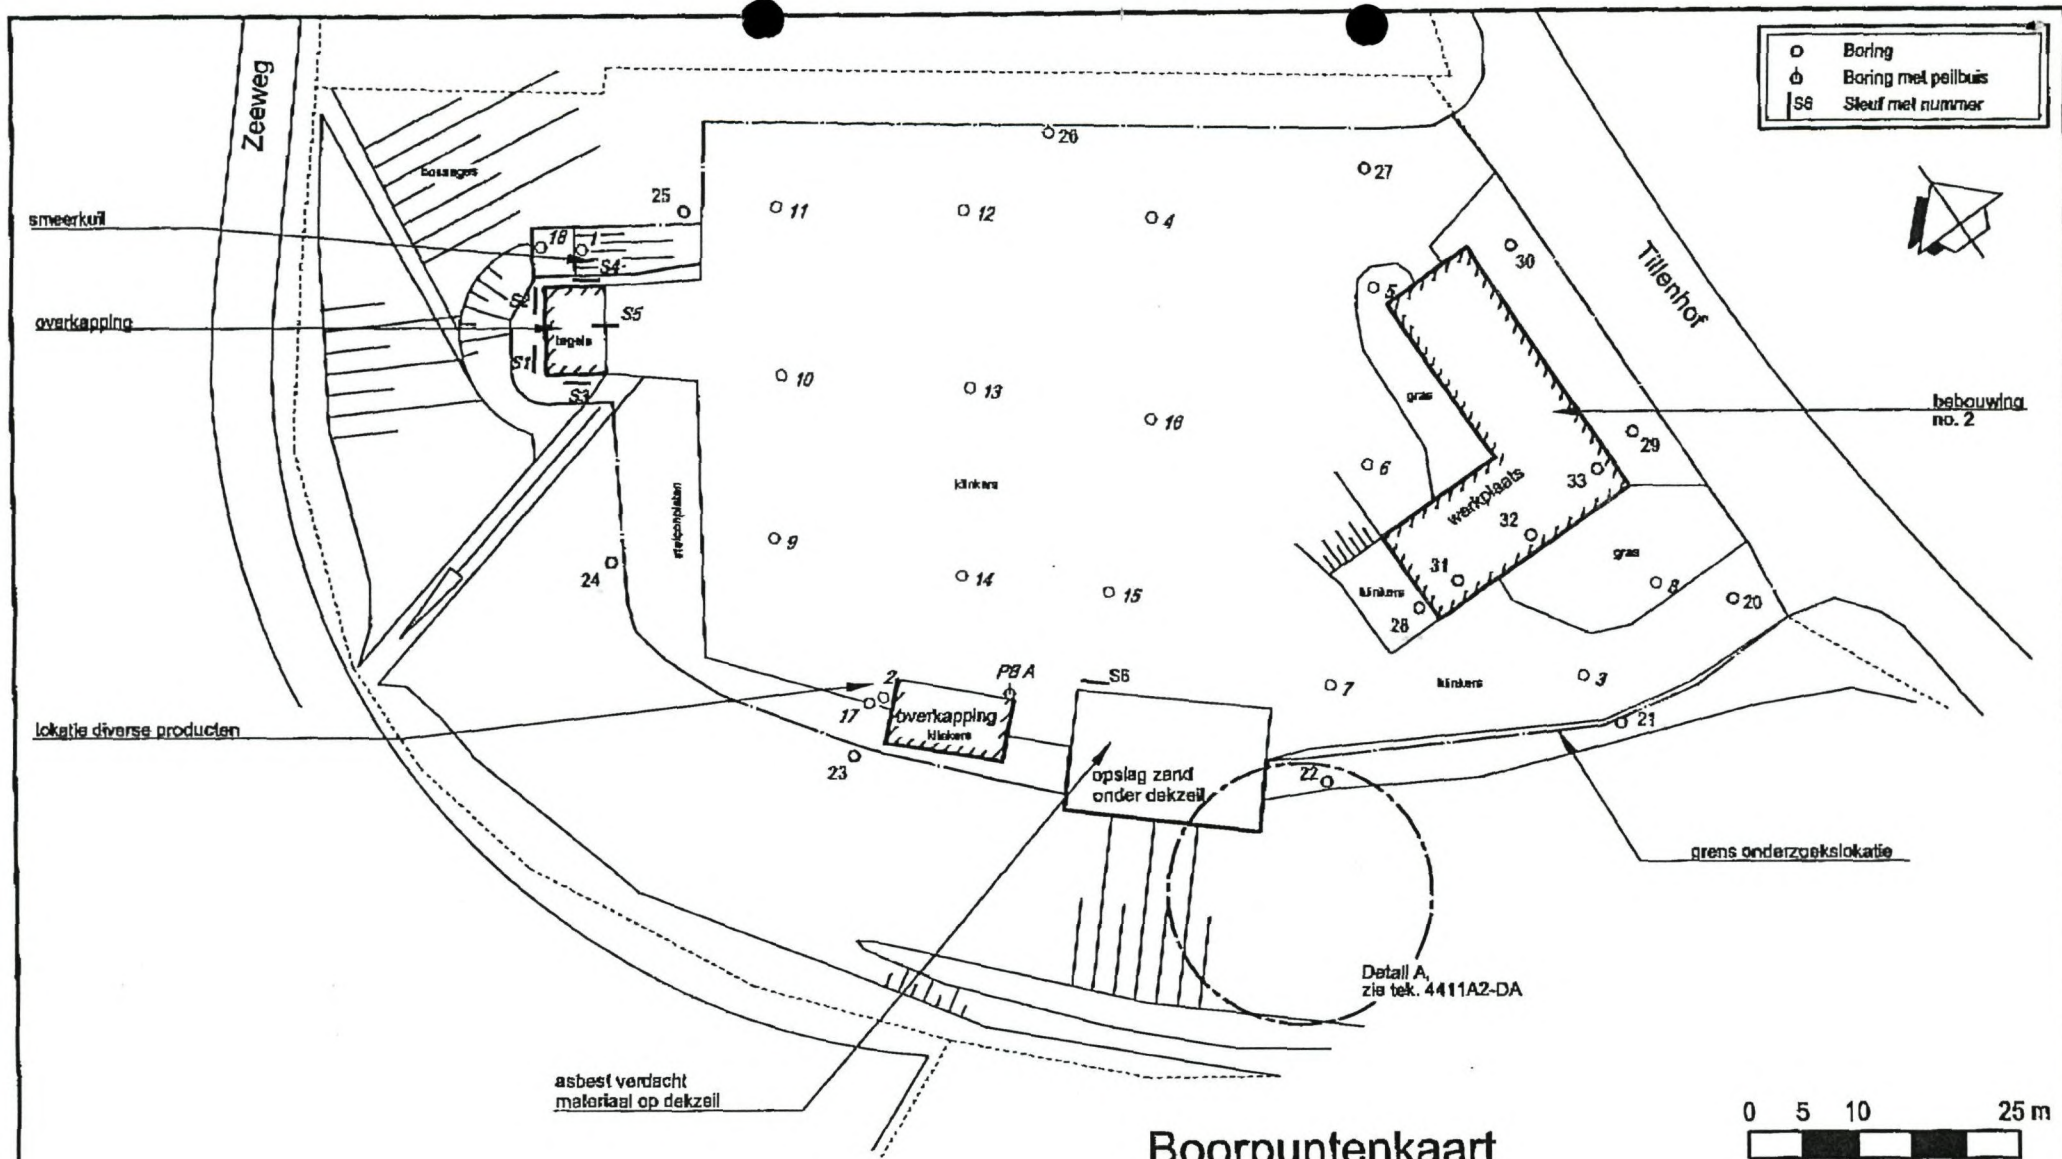 Zeeweg
Boring
Boring met peilbuis
S6 Sleuf met nummer
26
27
bosanges
25
11
12
4
smeerkuil
18
1
S4
30
Tillenhof
5
S2
overkapping
S5
tegels
S1
S3
10
13
16
gras
bebouwing
no. 2
29
6
33
werkplaats
klinkers
stelconplaten
32
9
14
15
24
31
gras
8
20
klinkers
28
PB A
2
S6
7
klinkers
3
17
overkapping
klinkers
lokatie diverse producten
21
23
opslag zand
onder dekzeil
22
grens onderzoekslokatie
Detail A,
zie tek. 4411A2-DA
asbest verdacht
materiaal op dekzeil
0 5 10 25 m
Boorpuntenkaart